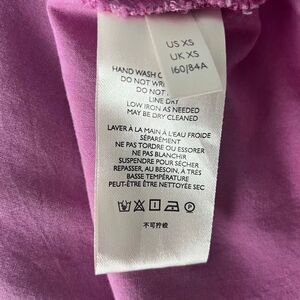 US XS
UK XS
160/84A
HAND WASH
DO NOT
DO NOT
LINE DRY
LOW IRON AS NEEDED
MAY BE DRY CLEANED
LAVER À LA MAIN À L'EAU FROIDE
SÉPARÉMENT
NE PAS TORDRE OU ESSORER
NE PAS BLANCHIR
SUSPENDRE POUR SÉCHER
REPASSER, AU BESOIN, À TRÈS
BASSE TEMPÉRATURE
PEUT-ÊTRE ÊTRE NETTOYÉE SEC
不可拧绞